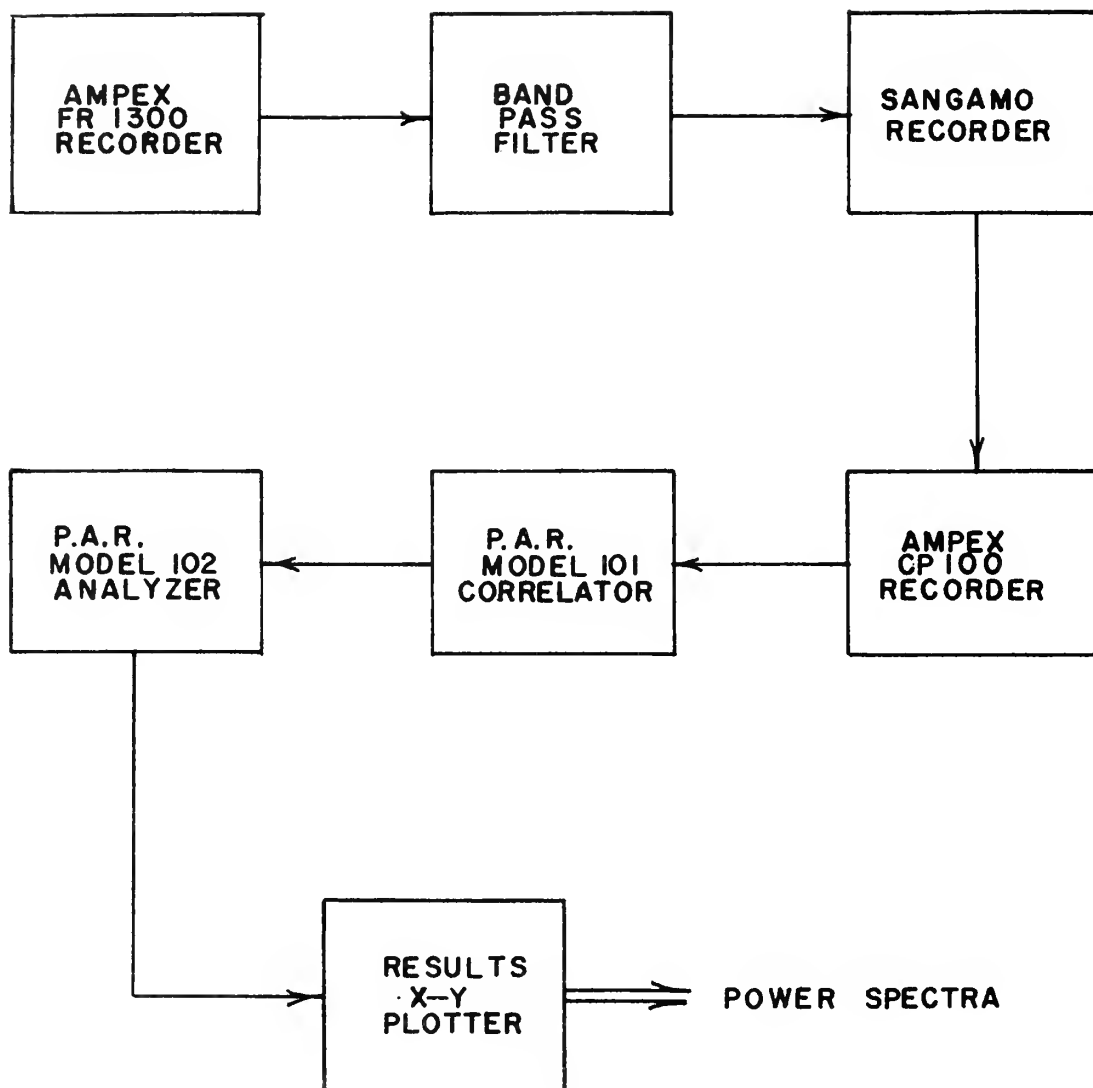 AMPEX
FR 1300
RECORDER
BAND
PASS
FILTER
SANGAMO
RECORDER
P.A.R.
MODEL 102
ANALYZER
P.A.R.
MODEL 101
CORRELATOR
AMPEX
CP 100
RECORDER
RESULTS
X-Y
PLOTTER
POWER SPECTRA